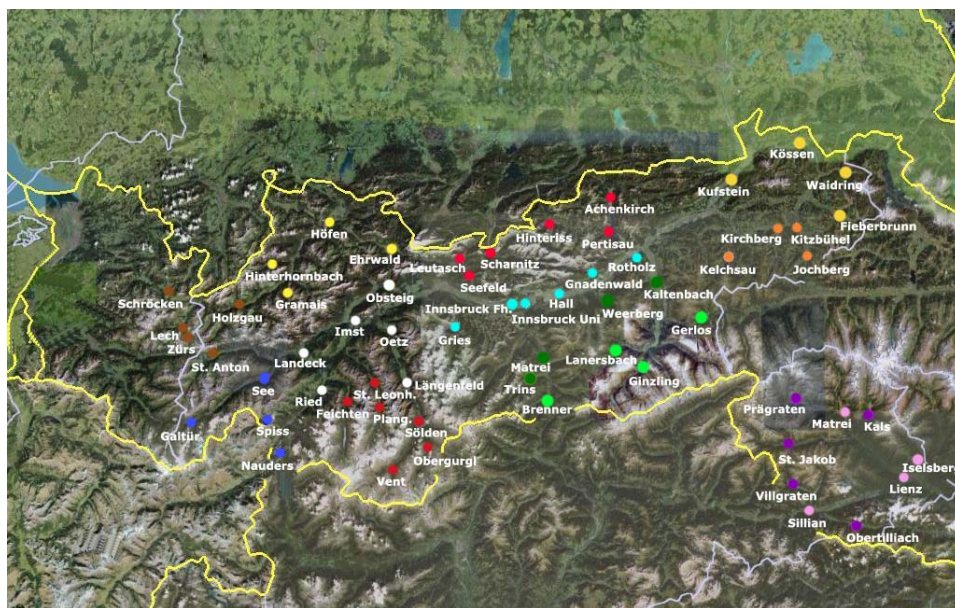 Kössen
Kufstein
Waidring
Achenkirch
Hinteriss
Pertisau
Fieberbrunn
Kirchberg
Kitzbühel
Höfen
Ehrwald
Leutasch
Scharnitz
Seefeld
Rotholz
Kelchsau
Jochberg
Hinterhornbach
Gramais
Gnadenwald
Kaltenbach
Schröcken
Holzgau
Obsteig
Hall
Innsbruck Fh.
Innsbruck Uni
Weerberg
Gerlos
Lech
Zürs
Imst
Oetz
Gries
St. Anton
Landeck
Lanersbach
Ginzling
Matrei
Trins
See
Ried
St. Leonh.
Längenfeld
Feichten
Plang.
Brenner
Prägraten
Matrei
Kals
Galtür
Spiss
Sölden
Obergurgl
Nauders
Vent
St. Jakob
Iselsberg
Lienz
Villgraten
Sillian
Obertilliach